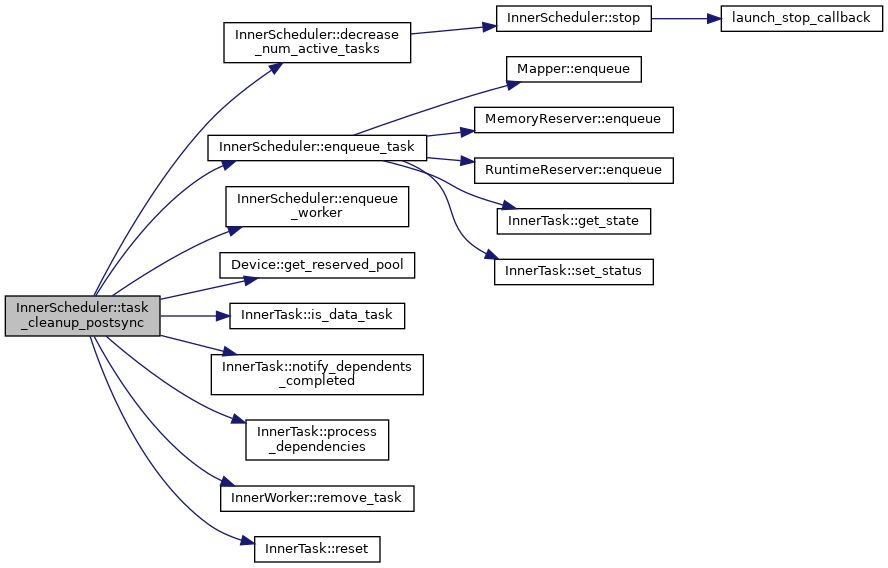 InnerScheduler::task
_cleanup_postsync
InnerScheduler::decrease
_num_active_tasks
InnerScheduler::stop
launch_stop_callback
InnerScheduler::enqueue_task
Mapper::enqueue
MemoryReserver::enqueue
RuntimeReserver::enqueue
InnerTask::get_state
InnerTask::set_status
InnerScheduler::enqueue
_worker
Device::get_reserved_pool
InnerTask::is_data_task
InnerTask::notify_dependents
_completed
InnerTask::process
_dependencies
InnerWorker::remove_task
InnerTask::reset